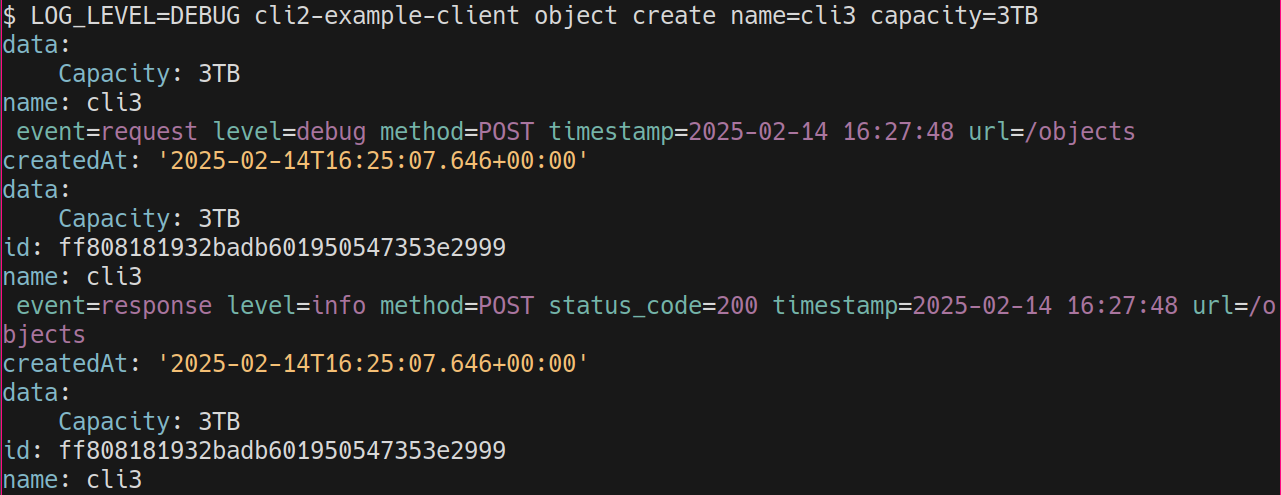 $ LOG_LEVEL=DEBUG cli2-example-client object create name=cli3 capacity=3TB
data:
    Capacity: 3TB
name: cli3
 event=request level=debug method=POST timestamp=2025-02-14 16:27:48 url=/objects
createdAt: '2025-02-14T16:25:07.646+00:00'
data:
    Capacity: 3TB
id: ff808181932badb601950547353e2999
name: cli3
 event=response level=info method=POST status_code=200 timestamp=2025-02-14 16:27:48 url=/o
bjects
createdAt: '2025-02-14T16:25:07.646+00:00'
data:
    Capacity: 3TB
id: ff808181932badb601950547353e2999
name: cli3